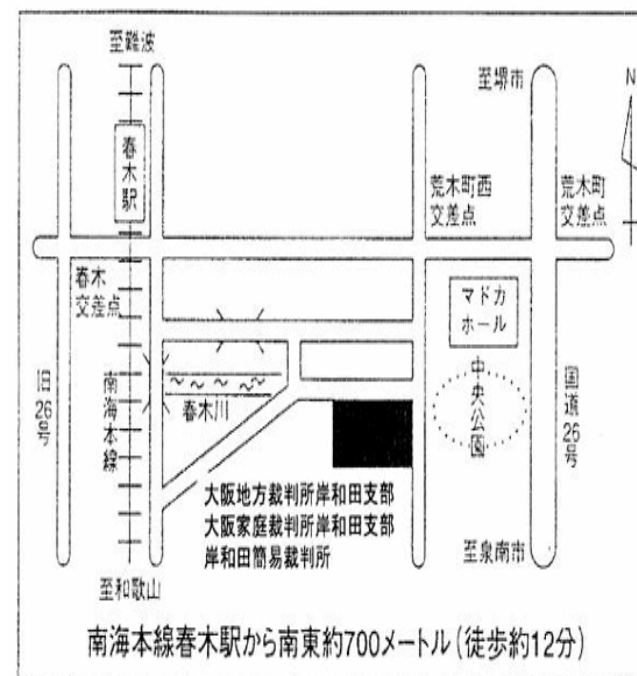 至難波
至堺市
N
春木駅
荒木町西
交差点
荒木町
交差点
春木
交差点
マドカ
ホール
旧26号
南海本線
春木川
中央公園
国道26号
大阪地方裁判所岸和田支部
大阪家庭裁判所岸和田支部
岸和田簡易裁判所
至泉南市
至和歌山
南海本線春木駅から南東約700メートル(徒歩約12分)